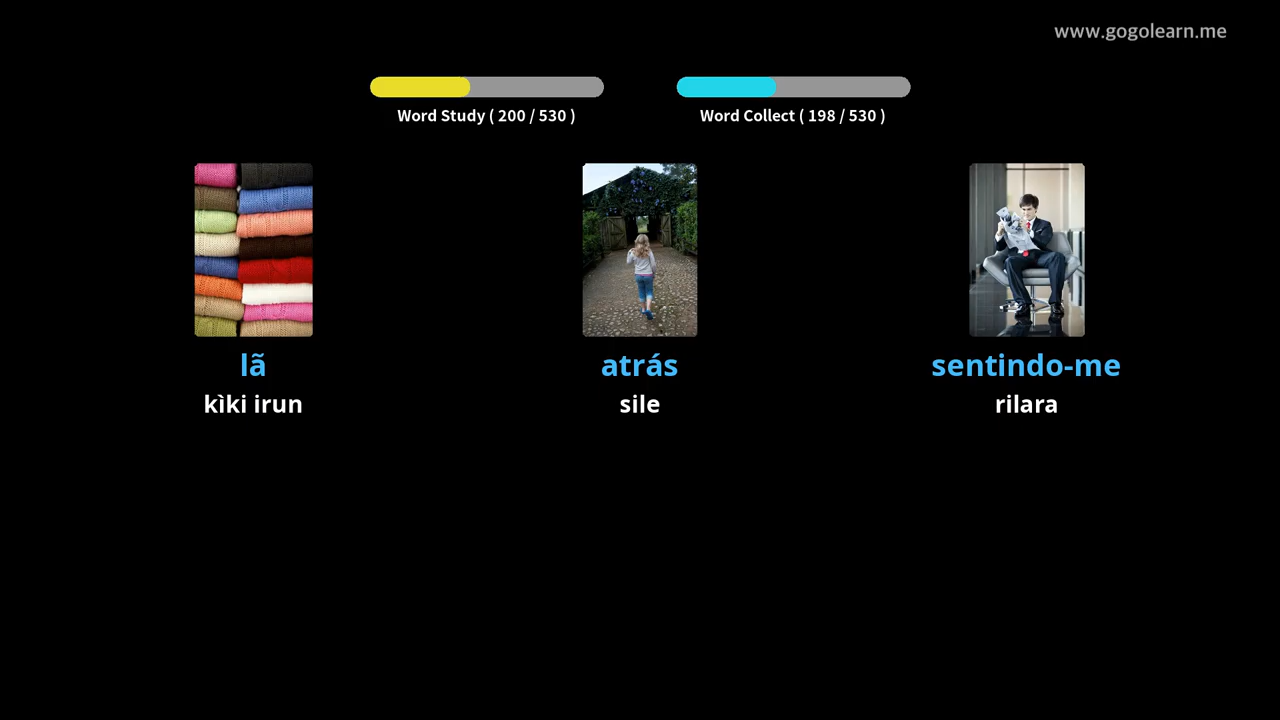 www.gogolearn.me
Word Study ( 200 / 530 )
Word Collect ( 198 / 530 )
lã
atrás
sentindo-me
kìki irun
sile
rilara